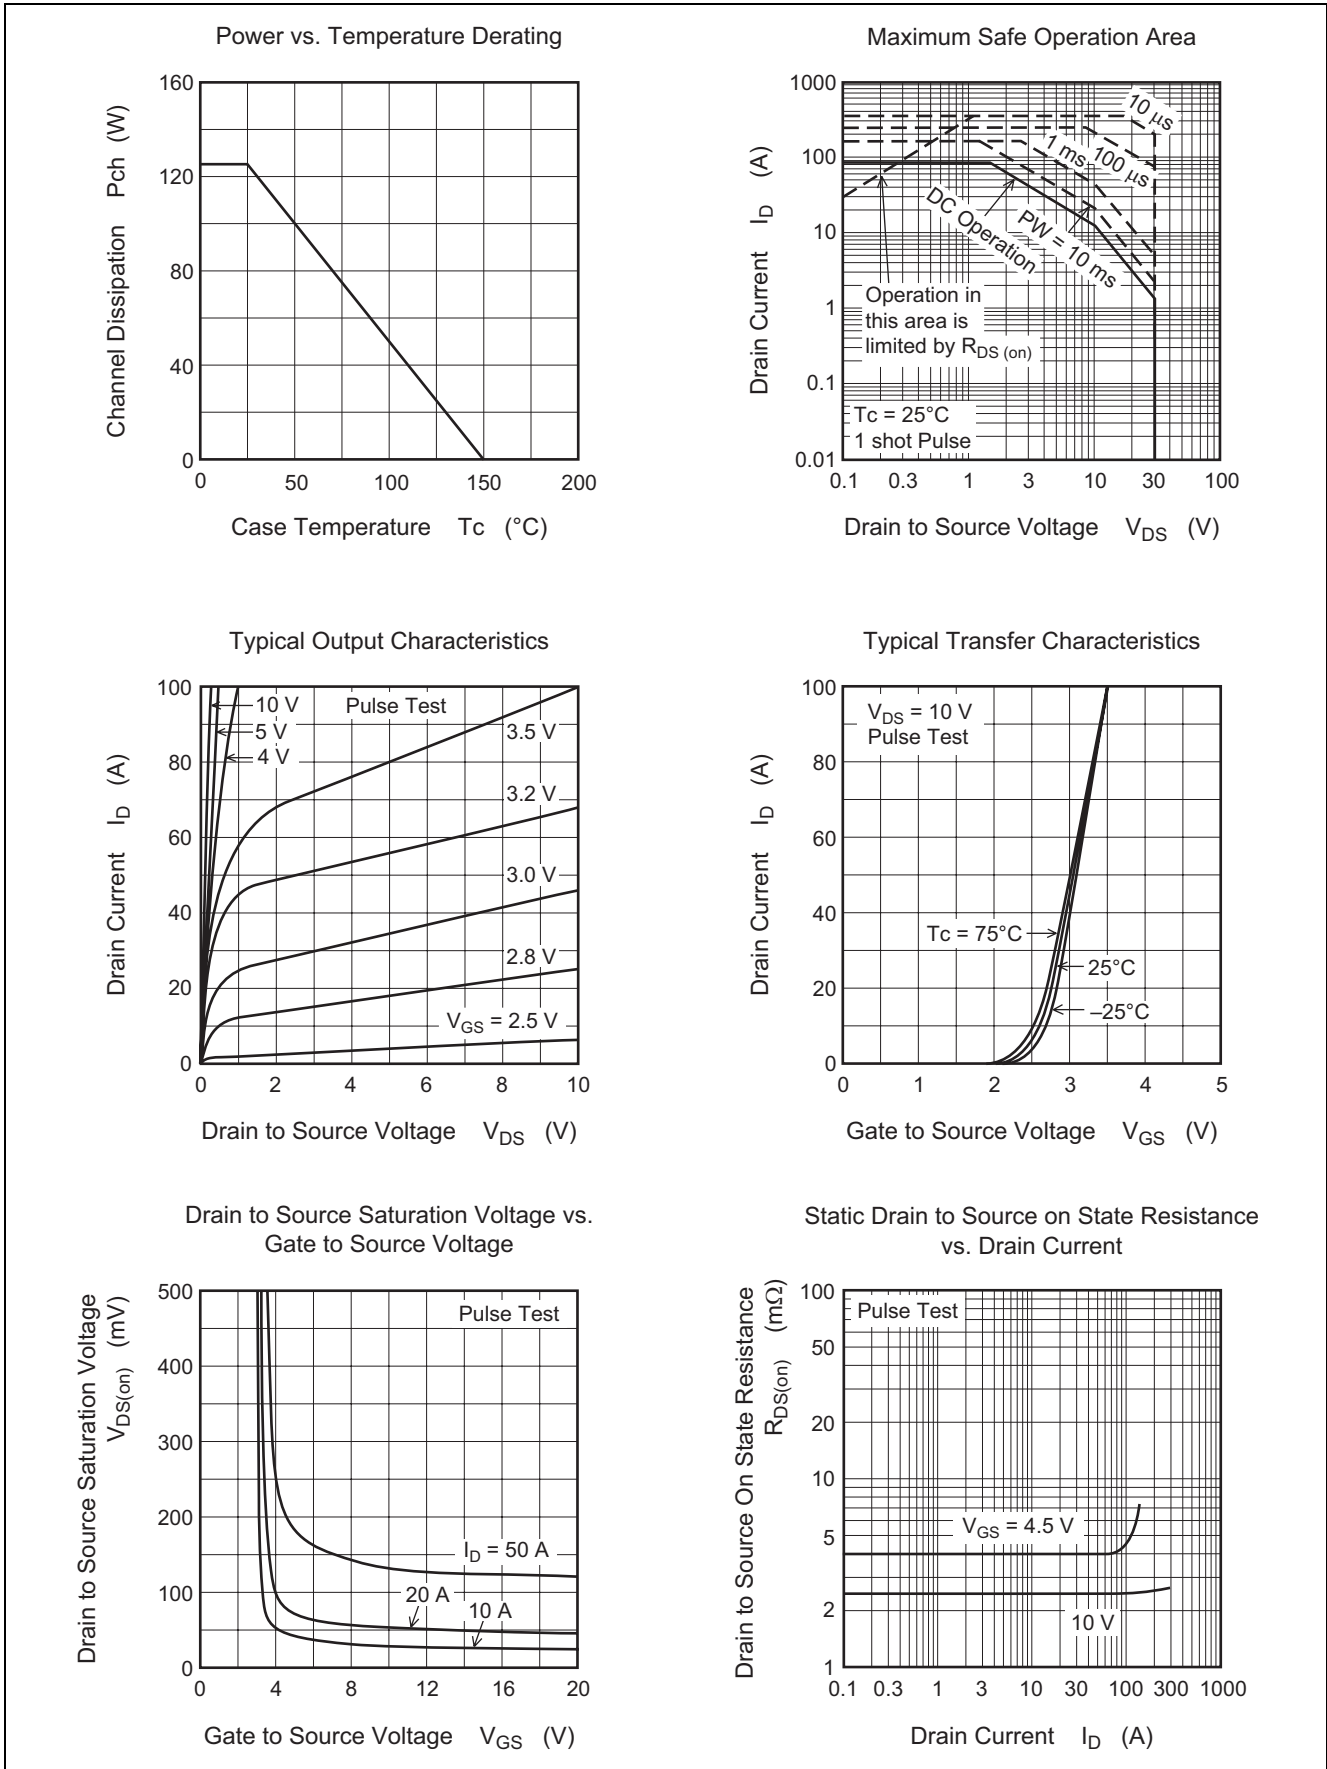 Power vs. Temperature Derating
160
120
80
40
0
0 50 100 150 200
Channel Dissipation Pch (W)
Case Temperature Tc (°C)
Maximum Safe Operation Area
1000
100
10
1
0.1
0.01
0.1 0.3 1 3 10 30 100
Drain Current I_D (A)
10 μs
100 μs
1 ms
DC Operation
PW = 10 ms
Operation in
this area is
limited by R_DS (on)
Tc = 25°C
1 shot Pulse
Drain to Source Voltage V_DS (V)
Typical Output Characteristics
100
80
60
40
20
0
0 2 4 6 8 10
Drain Current I_D (A)
10 V
5 V
4 V
Pulse Test
3.5 V
3.2 V
3.0 V
2.8 V
V_GS = 2.5 V
Drain to Source Voltage V_DS (V)
Typical Transfer Characteristics
100
80
60
40
20
0
0 1 2 3 4 5
Drain Current I_D (A)
V_DS = 10 V
Pulse Test
Tc = 75°C
25°C
–25°C
Gate to Source Voltage V_GS (V)
Drain to Source Saturation Voltage vs.
Gate to Source Voltage
500
400
300
200
100
0
0 4 8 12 16 20
Drain to Source Saturation Voltage
V_DS(on) (mV)
Pulse Test
I_D = 50 A
20 A
10 A
Gate to Source Voltage V_GS (V)
Static Drain to Source on State Resistance
vs. Drain Current
100
50
20
10
5
2
1
0.1 0.3 1 3 10 30 100 300 1000
Drain to Source On State Resistance
R_DS(on) (mΩ)
Pulse Test
V_GS = 4.5 V
10 V
Drain Current I_D (A)